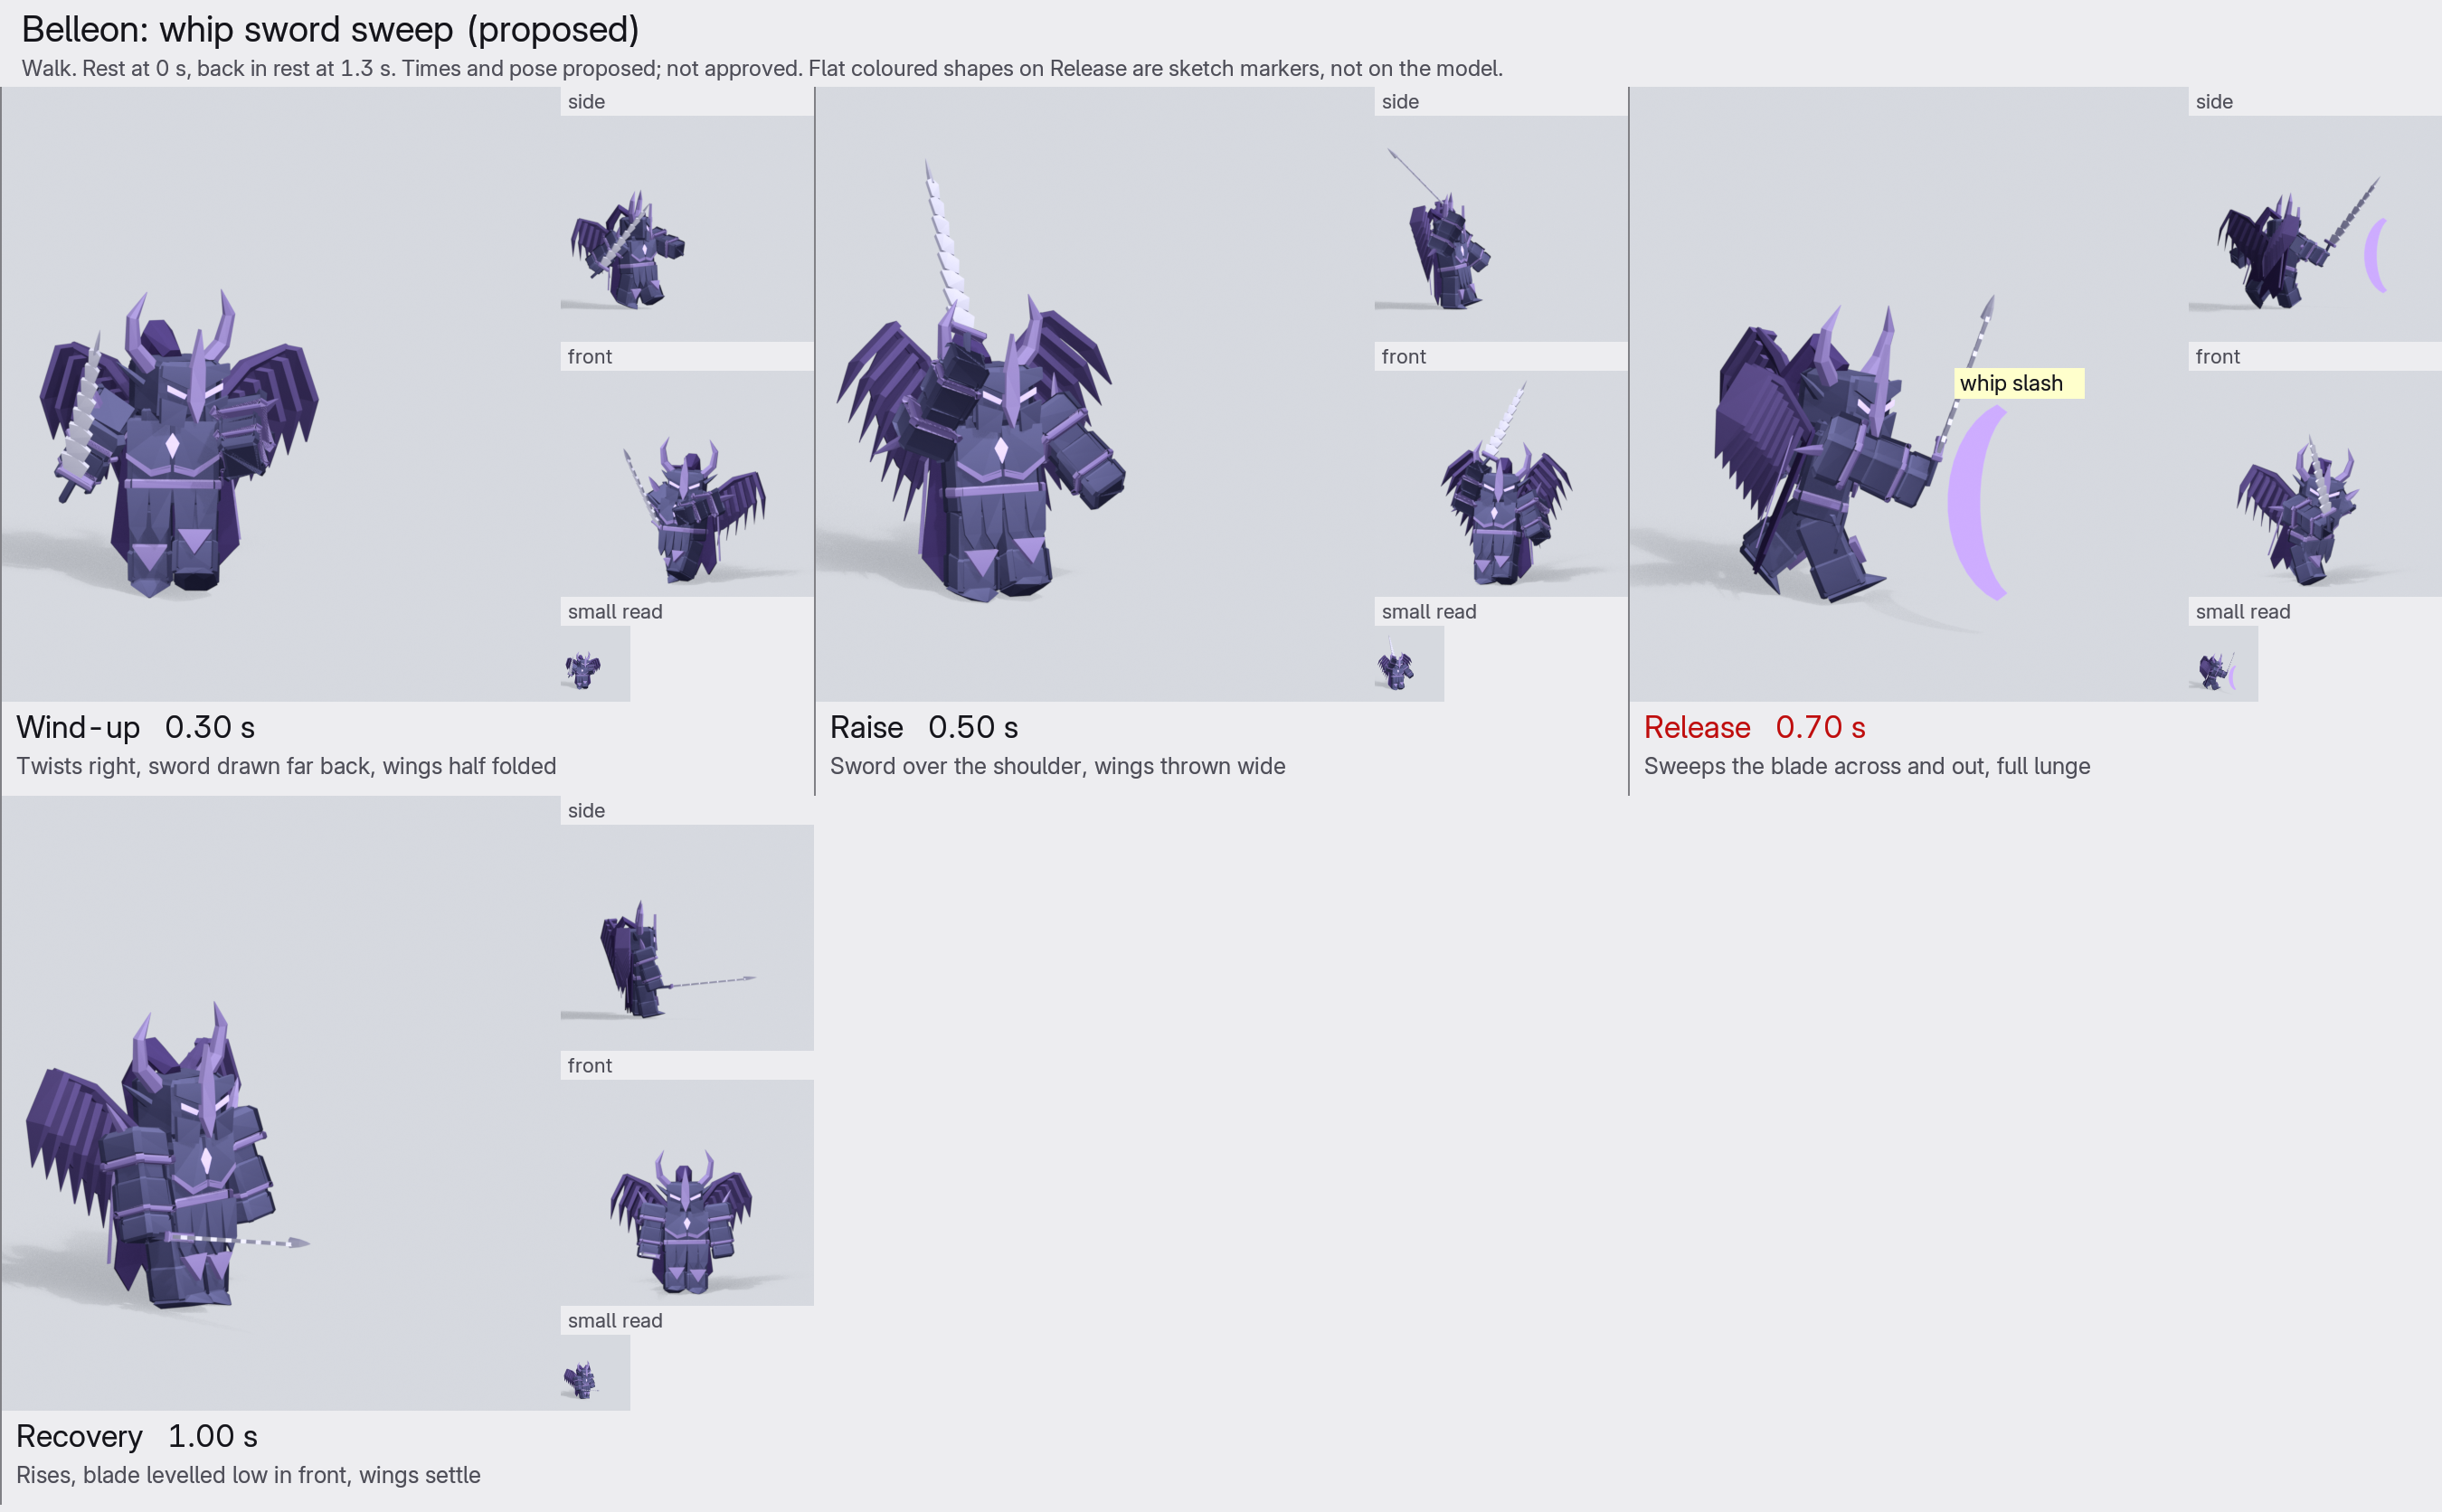 Belleon: whip sword sweep (proposed)
Walk. Rest at 0 s, back in rest at 1.3 s. Times and pose proposed; not approved. Flat coloured shapes on Release are sketch markers, not on the model.
side
front
small read
Wind-up 0.30 s
Twists right, sword drawn far back, wings half folded
side
front
small read
Raise 0.50 s
Sword over the shoulder, wings thrown wide
whip slash
side
front
small read
Release 0.70 s
Sweeps the blade across and out, full lunge
side
front
small read
Recovery 1.00 s
Rises, blade levelled low in front, wings settle